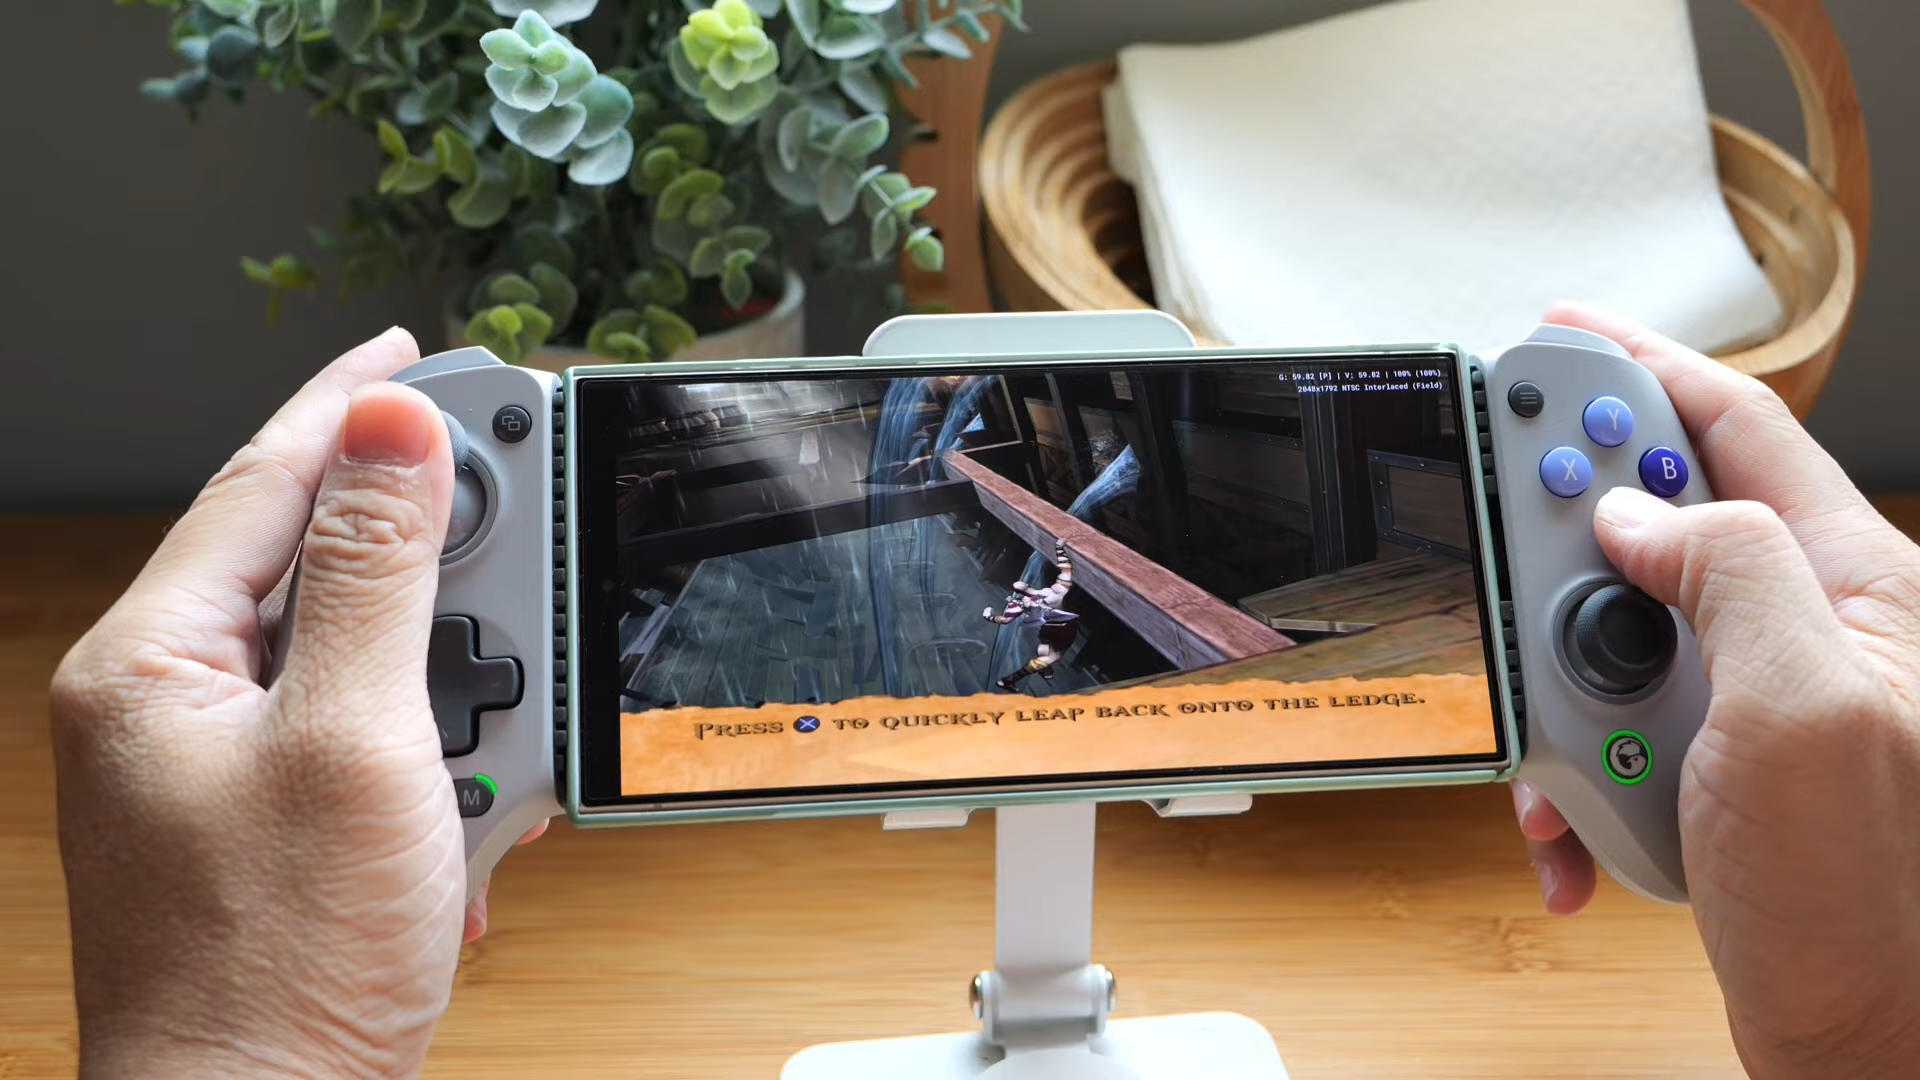 G: 59.82 [P] | V: 59.82 | 100% (100%)
2048x1792 NTSC Interlaced (Field)
Y
X
B
PRESS ⓧ TO QUICKLY LEAP BACK ONTO THE LEDGE.
M